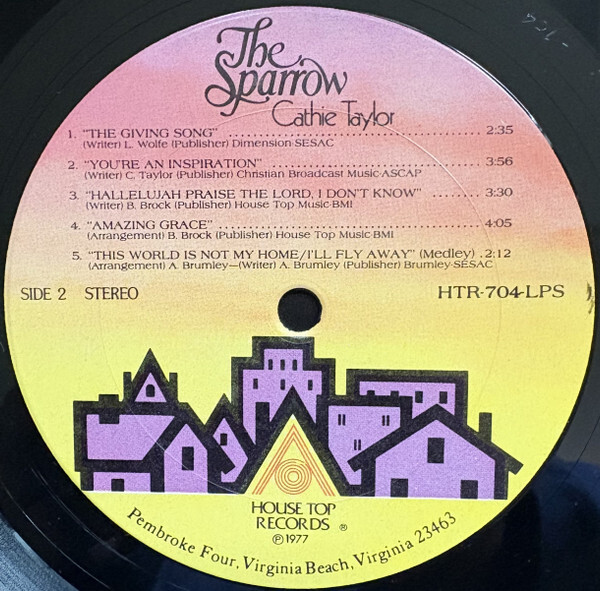 The
Sparrow
Cathie Taylor
1. "THE GIVING SONG" ........................................ 2:35
(Writer) L. Wolfe (Publisher) Dimension-SESAC
2. "YOU'RE AN INSPIRATION" ................................ 3:56
(Writer) C. Taylor (Publisher) Christian Broadcast Music-ASCAP
3. "HALLELUJAH PRAISE THE LORD, I DON'T KNOW" ......... 3:30
(Writer) B. Brock (Publisher) House Top Music-BMI
4. "AMAZING GRACE" .......................................... 4:05
(Arrangement) B. Brock (Publisher) House Top Music-BMI
5. "THIS WORLD IS NOT MY HOME/I'LL FLY AWAY" (Medley) . 2:12
(Arrangement) A. Brumley—(Writer) A. Brumley (Publisher) Brumley-SESAC
SIDE 2 STEREO HTR-704-LPS
HOUSE TOP
RECORDS ®
℗ 1977
Pembroke Four, Virginia Beach, Virginia 23463